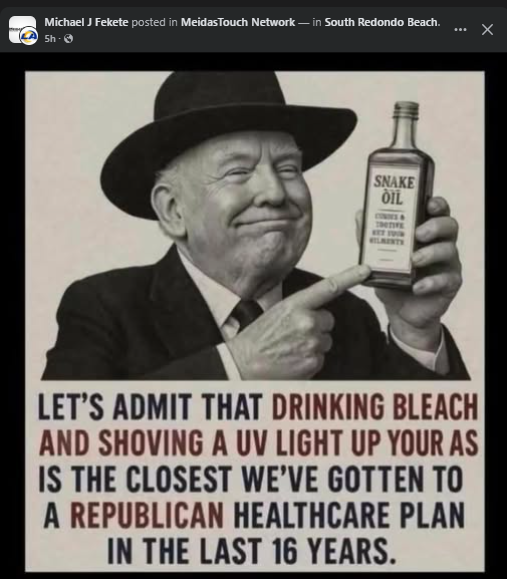 Michael J Fekete posted in MeidasTouch Network — in South Redondo Beach.
5h ·
SNAKE
OIL
LET'S ADMIT THAT DRINKING BLEACH
AND SHOVING A UV LIGHT UP YOUR AS
IS THE CLOSEST WE'VE GOTTEN TO
A REPUBLICAN HEALTHCARE PLAN
IN THE LAST 16 YEARS.